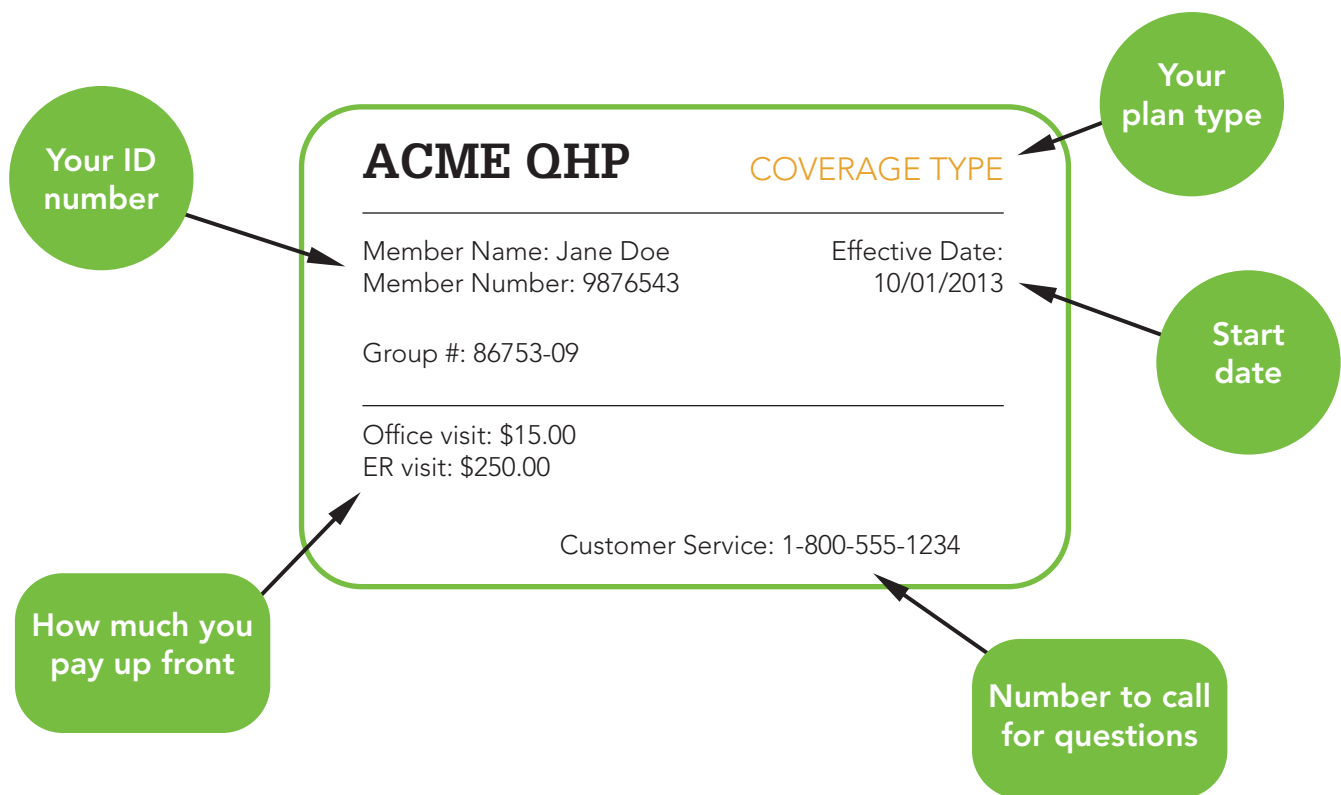 Your
plan type
Your ID
number
ACME QHP
COVERAGE TYPE
Member Name: Jane Doe
Member Number: 9876543
Effective Date:
10/01/2013
Start
date
Group #: 86753-09
Office visit: $15.00
ER visit: $250.00
Customer Service: 1-800-555-1234
How much you
pay up front
Number to call
for questions